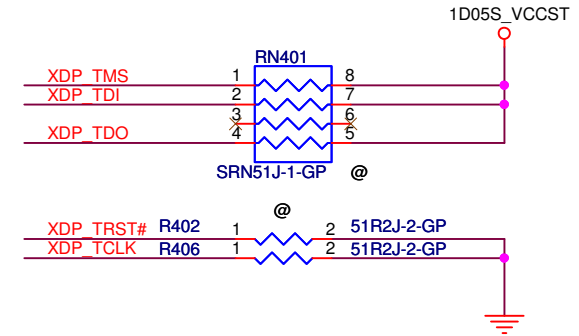 1D05S_VCCST
RN401
XDP_TMS 1 8
XDP_TDI 2 7
3 6
XDP_TDO 4 5
SRN51J-1-GP @
@
XDP_TRST# R402 1 2 51R2J-2-GP
XDP_TCLK R406 1 2 51R2J-2-GP